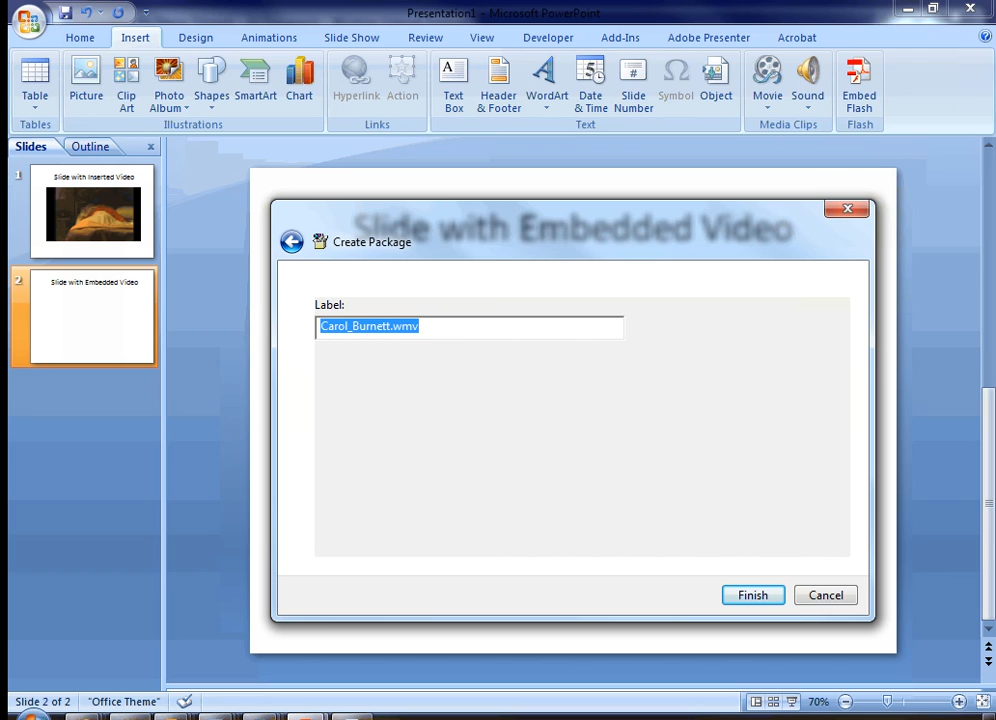 Presentation1 - Microsoft PowerPoint
Home Insert Design Animations Slide Show Review View Developer Add-Ins Adobe Presenter Acrobat
Table Picture Clip Art Photo Album Shapes SmartArt Chart Hyperlink Action Text Box Header & Footer WordArt Date & Time Slide Number Symbol Object Movie Sound Embed Flash
Tables Illustrations Links Text Media Clips Flash
Slides Outline x
1
Slide with Inserted Video
2
Slide with Embedded Video
Slide with Embedded Video
Create Package
Label:
Carol_Burnett.wmv
Finish Cancel
Slide 2 of 2 "Office Theme" 70%